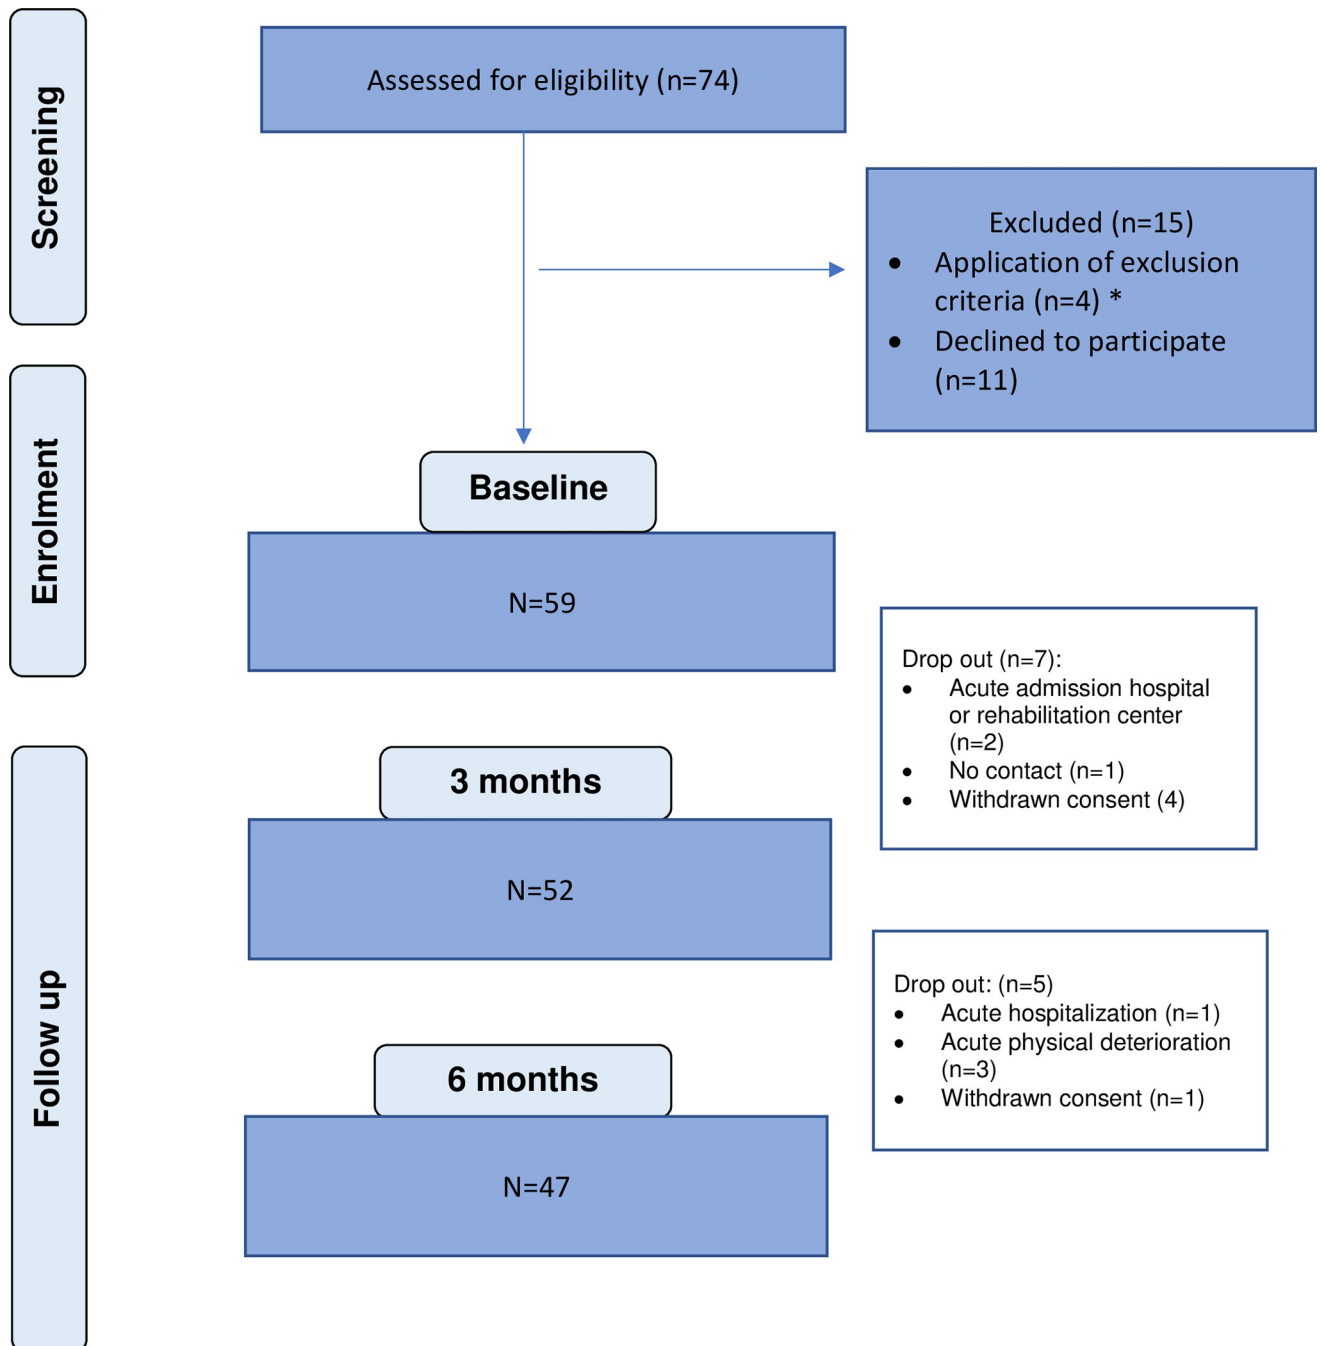 Screening
Assessed for eligibility (n=74)
Excluded (n=15)
• Application of exclusion
criteria (n=4) *
• Declined to participate
(n=11)
Enrolment
Baseline
N=59
Drop out (n=7):
• Acute admission hospital
or rehabilitation center
(n=2)
• No contact (n=1)
• Withdrawn consent (4)
Follow up
3 months
N=52
Drop out: (n=5)
• Acute hospitalization (n=1)
• Acute physical deterioration
(n=3)
• Withdrawn consent (n=1)
6 months
N=47